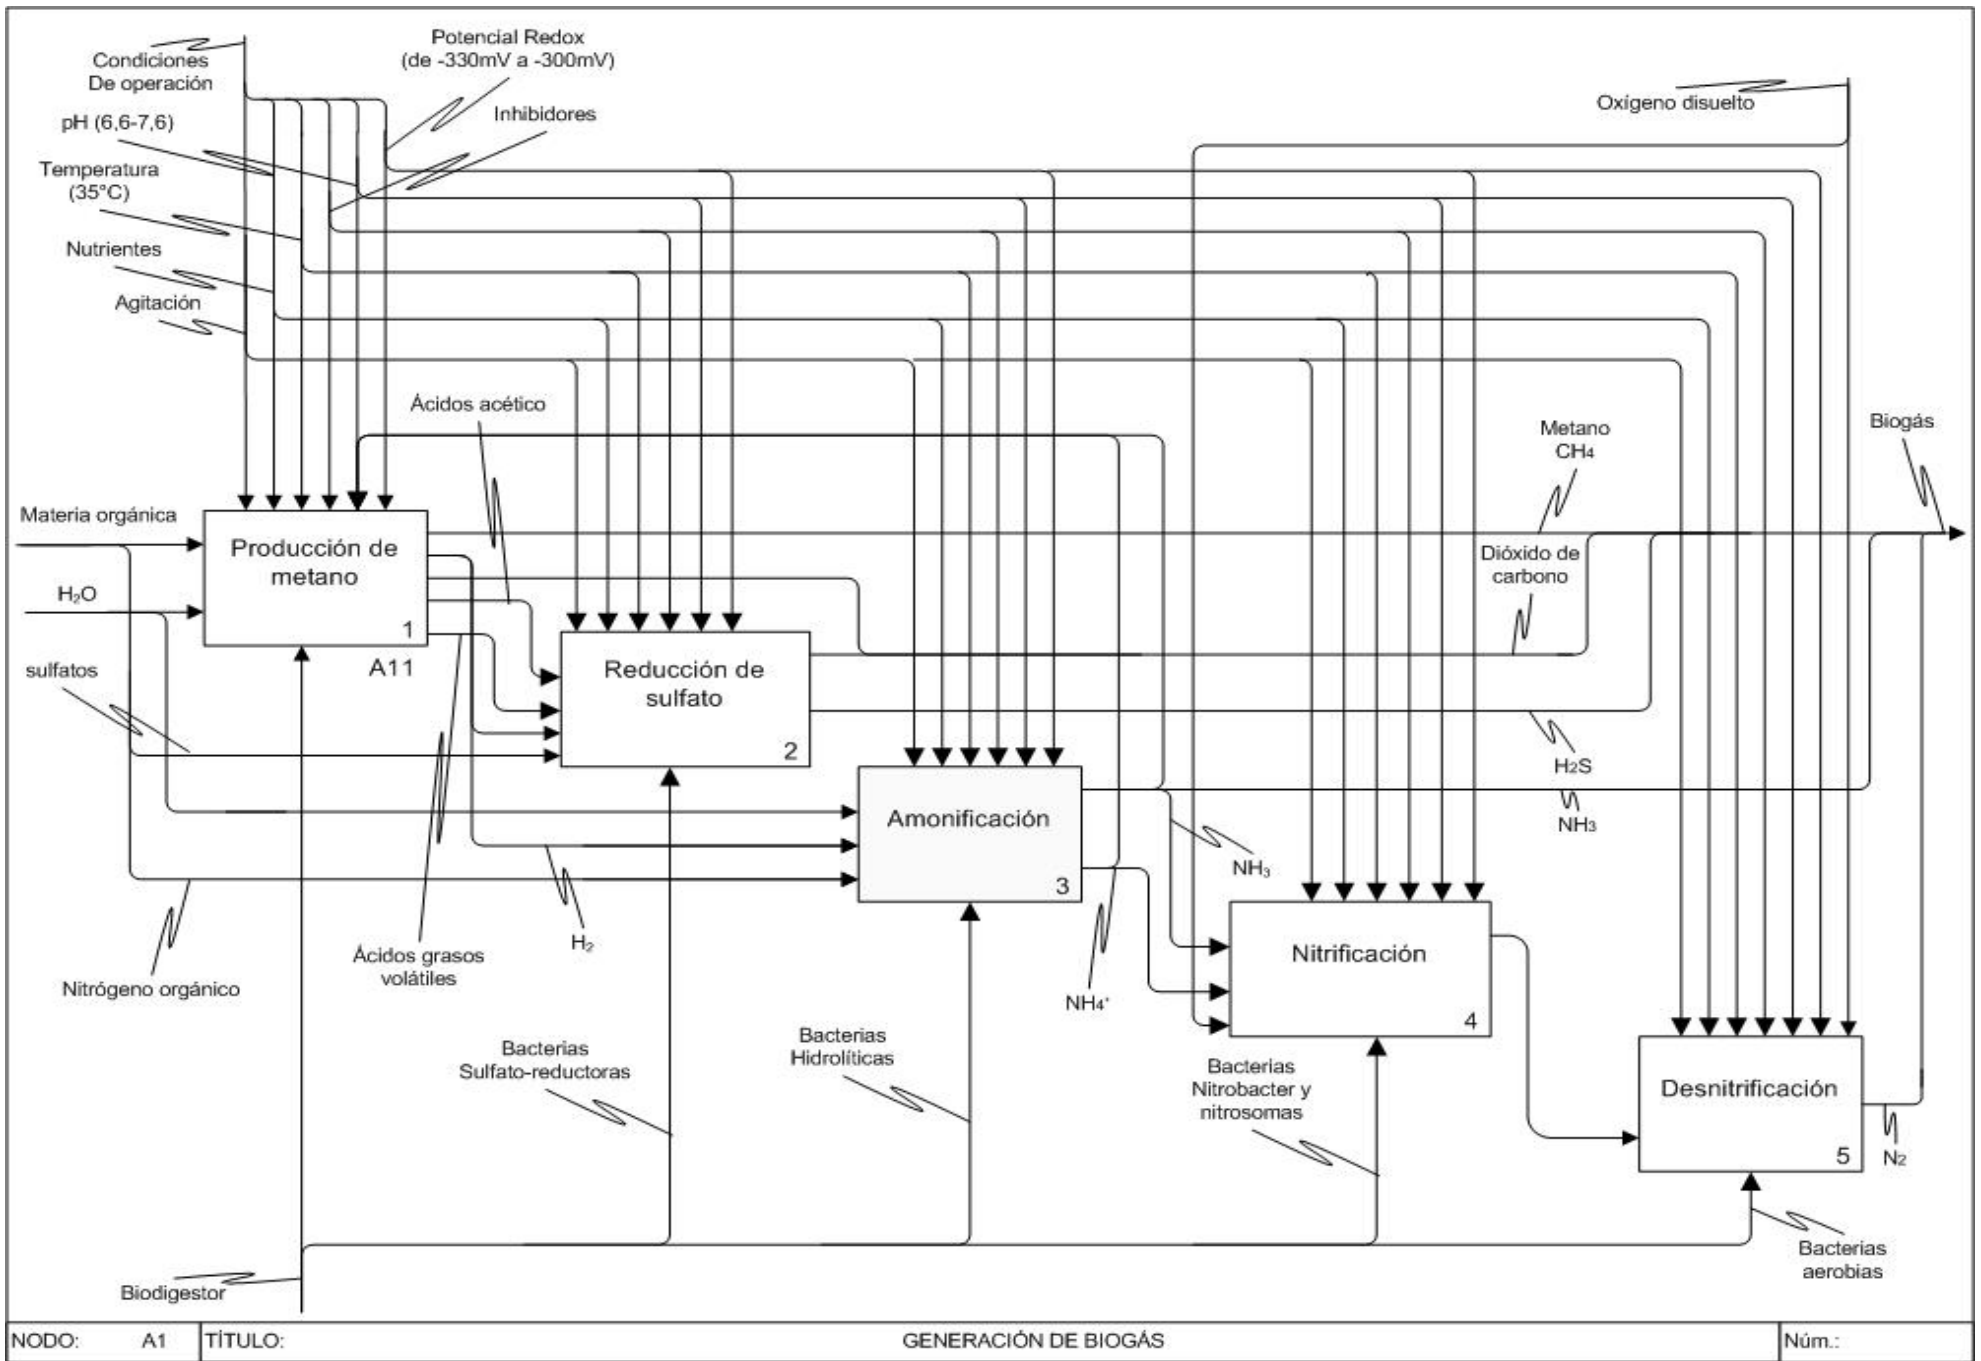 Condiciones
De operación
Potencial Redox
(de -330mV a -300mV)
Inhibidores
pH (6,6-7,6)
Temperatura
(35°C)
Nutrientes
Agitación
Oxígeno disuelto
Ácidos acético
Metano
CH4
Biogás
Materia orgánica
H2O
sulfatos
Producción de
metano
1
A11
Dióxido de
carbono
Reducción de
sulfato
2
H2S
NH3
Amonificación
3
NH3
NH4+
H2
Ácidos grasos
volátiles
Nitrógeno orgánico
Nitrificación
4
Bacterias
Sulfato-reductoras
Bacterias
Hidrolíticas
Bacterias
Nitrobacter y
nitrosomas
Desnitrificación
5
N2
Bacterias
aerobias
Biodigestor
NODO: A1 TÍTULO: GENERACIÓN DE BIOGÁS Núm.: